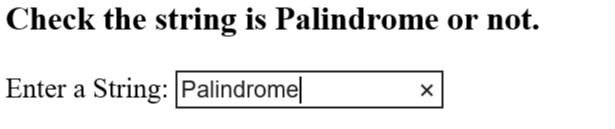 Check the string is Palindrome or not.
Enter a String: Palindrome ×